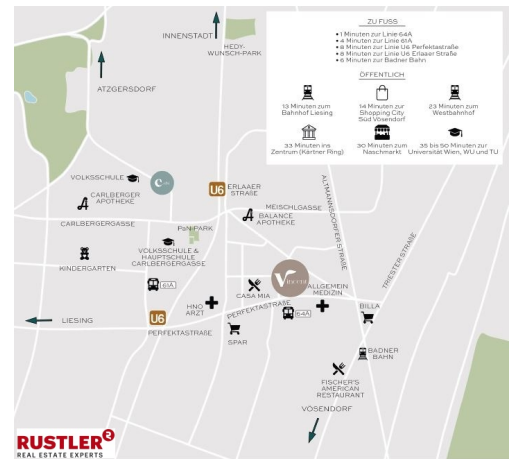 ZU FUSS
• 1 Minuten zur Linie 64A
• 4 Minuten zur Linie 61A
• 8 Minuten zur Linie U6 Perfektastraße
• 8 Minuten zur Linie U6 Erlaaer Straße
• 6 Minuten zur Badner Bahn
ÖFFENTLICH
13 Minuten zum
Bahnhof Liesing
14 Minuten zur
Shopping City
Süd Vösendorf
23 Minuten zum
Westbahnhof
33 Minuten ins
Zentrum (Kärtner Ring)
30 Minuten zum
Naschmarkt
35 bis 50 Minuten zur
Universität Wien, WU und TU
INNENSTADT
HEDY-
WUNSCH-PARK
ATZGERSDORF
VOLKSSCHULE
CARLBERGER
APOTHEKE
U6
ERLAAER
STRAßE
MEISCHLGASSE
BALANCE
APOTHEKE
ALTMANNSDORFER STRAßE
TRIESTER STRAßE
CARLBERGERGASSE
PaNiPARK
VOLKSSCHULE &
HAUPTSCHULE
CARLBERGERGASSE
KINDERGARTEN
61A
HNO
ARZT
CASA MIA
ALLGEMEIN
MEDIZIN
PERFEKTASTRAßE
64A
BILLA
LIESING
U6
PERFEKTASTRAßE
SPAR
BADNER
BAHN
FISCHER'S
AMERICAN
RESTAURANT
VÖSENDORF
RUSTLER
REAL ESTATE EXPERTS